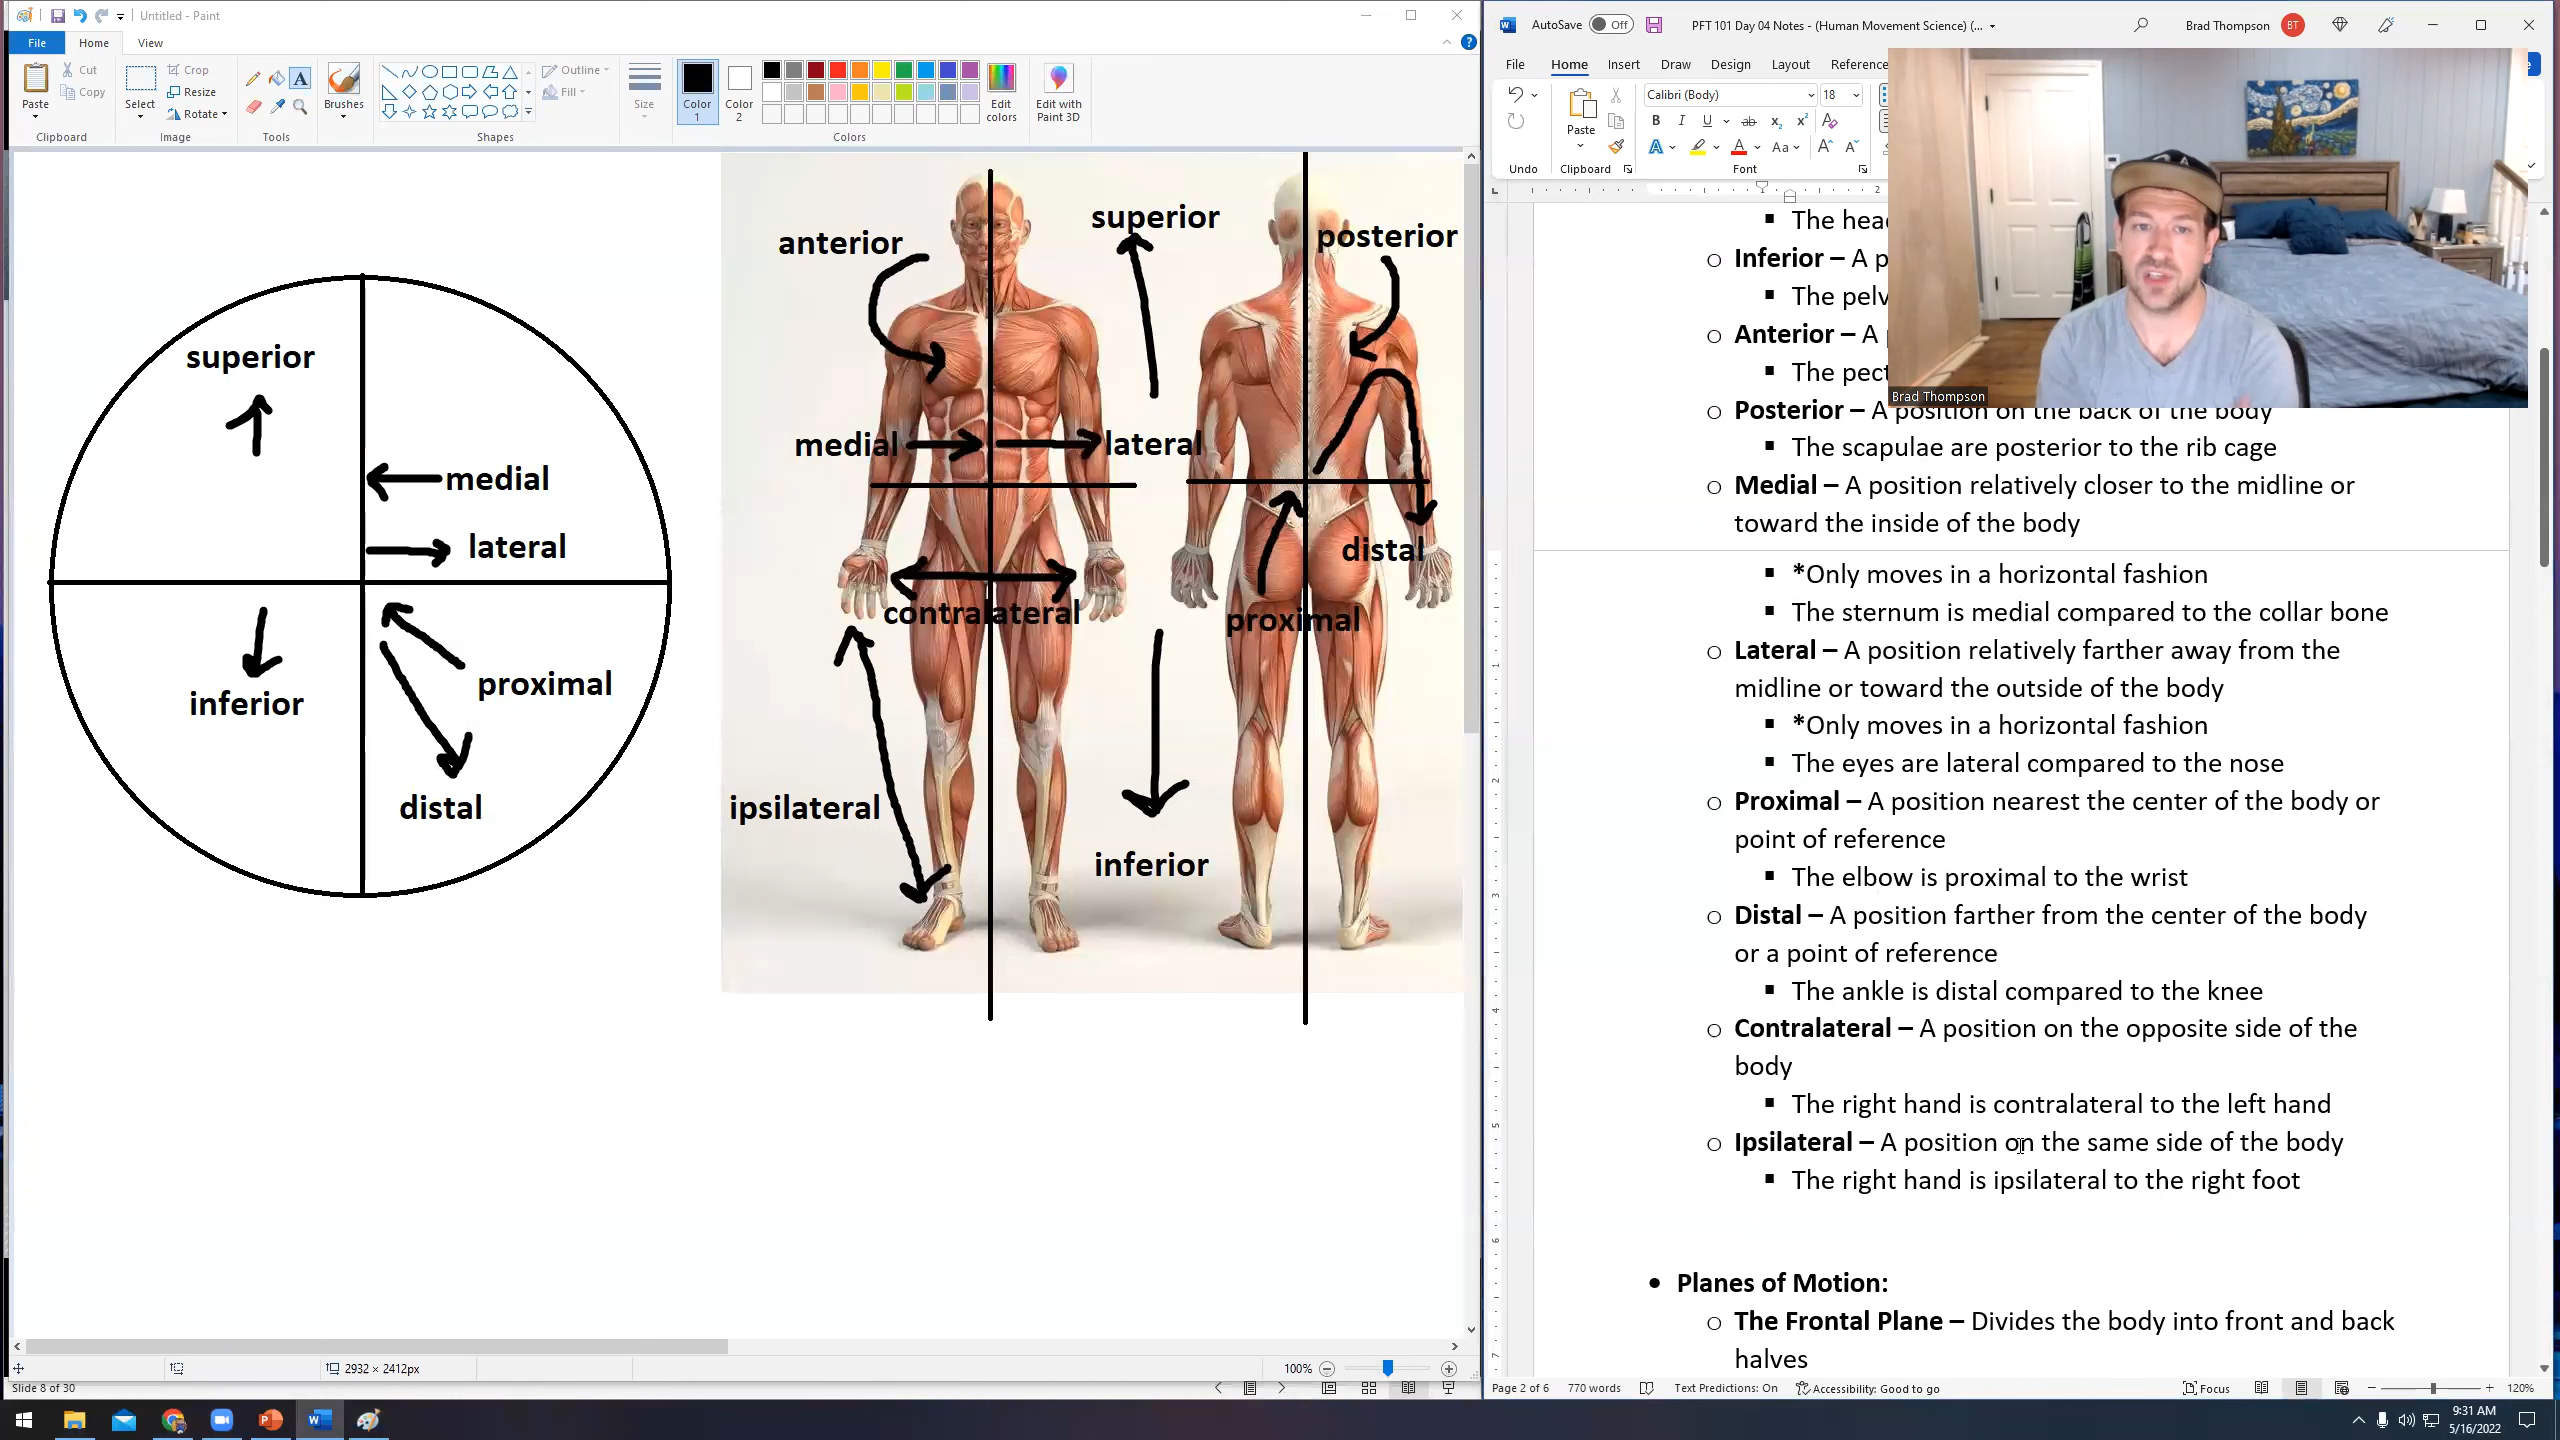 Untitled - Paint
File
Home
View
Paste
Cut
Copy
Clipboard
Select
Crop
Resize
Rotate
Image
Tools
Brushes
Shapes
Outline
Fill
Size
Color 1
Color 2
Edit colors
Colors
Edit with Paint 3D
superior
medial
lateral
inferior
proximal
distal
anterior
superior
posterior
medial
lateral
distal
contralateral
proximal
ipsilateral
inferior
100%
2932 × 2412px
Slide 8 of 30
AutoSave Off
PFT 101 Day 04 Notes - (Human Movement Science) (...
Brad Thompson
BT
File
Home
Insert
Draw
Design
Layout
Reference
Undo
Paste
Clipboard
Calibri (Body)
18
Font
2
Brad Thompson
The head
Inferior – A p
The pelv
Anterior – A p
The pect
Posterior – A position on the back of the body
The scapulae are posterior to the rib cage
Medial – A position relatively closer to the midline or
toward the inside of the body
*Only moves in a horizontal fashion
The sternum is medial compared to the collar bone
Lateral – A position relatively farther away from the
midline or toward the outside of the body
*Only moves in a horizontal fashion
The eyes are lateral compared to the nose
Proximal – A position nearest the center of the body or
point of reference
The elbow is proximal to the wrist
Distal – A position farther from the center of the body
or a point of reference
The ankle is distal compared to the knee
Contralateral – A position on the opposite side of the
body
The right hand is contralateral to the left hand
Ipsilateral – A position on the same side of the body
The right hand is ipsilateral to the right foot
Planes of Motion:
The Frontal Plane – Divides the body into front and back
halves
Page 2 of 6
770 words
Text Predictions: On
Accessibility: Good to go
Focus
120%
9:31 AM
5/16/2022